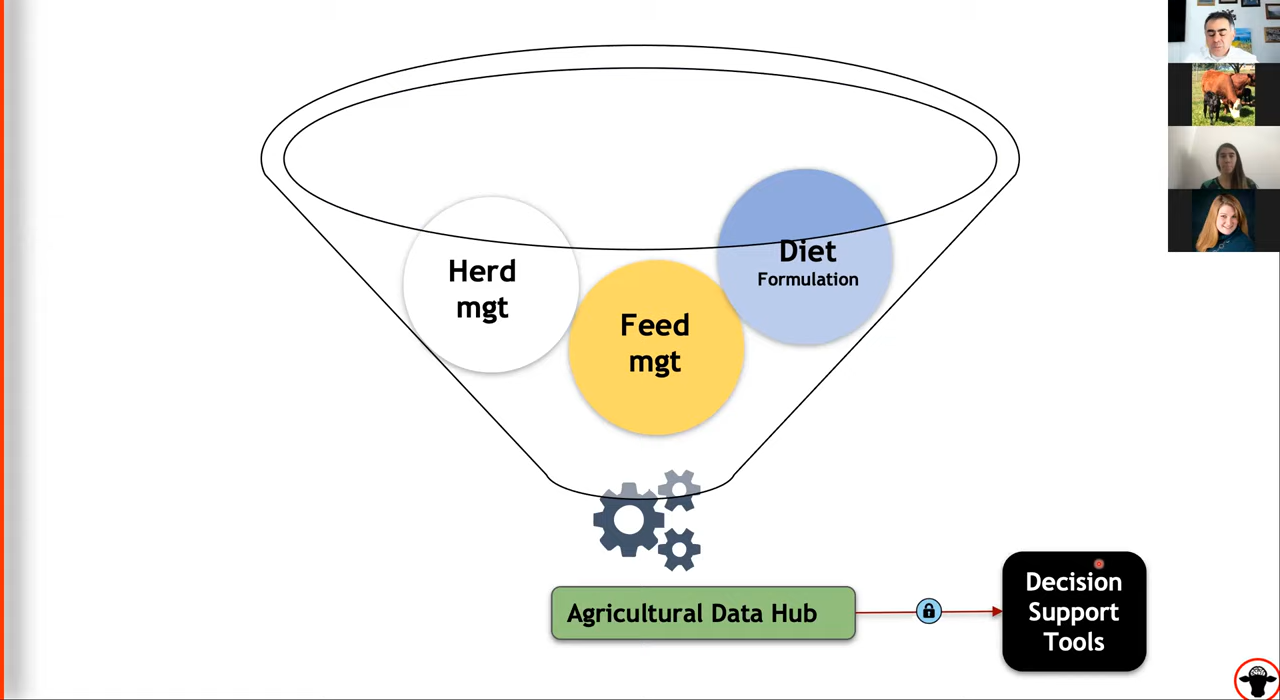 Herd
mgt
Feed
mgt
Diet
Formulation
Agricultural Data Hub
Decision
Support
Tools